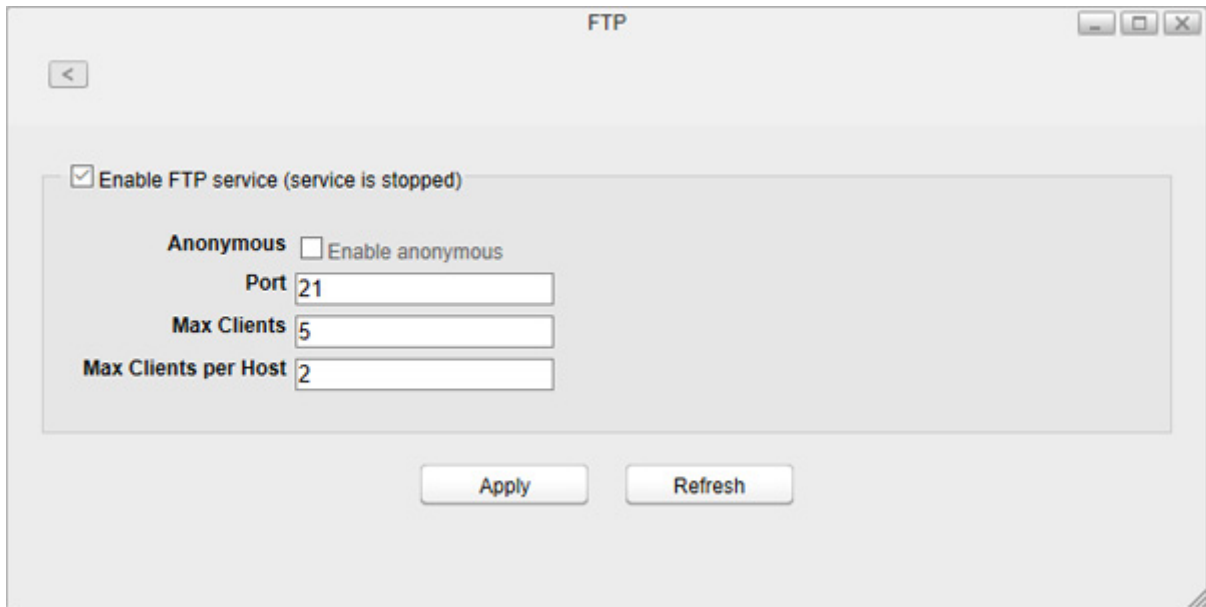 FTP
<
Enable FTP service (service is stopped)
Anonymous Enable anonymous
Port 21
Max Clients 5
Max Clients per Host 2
Apply Refresh